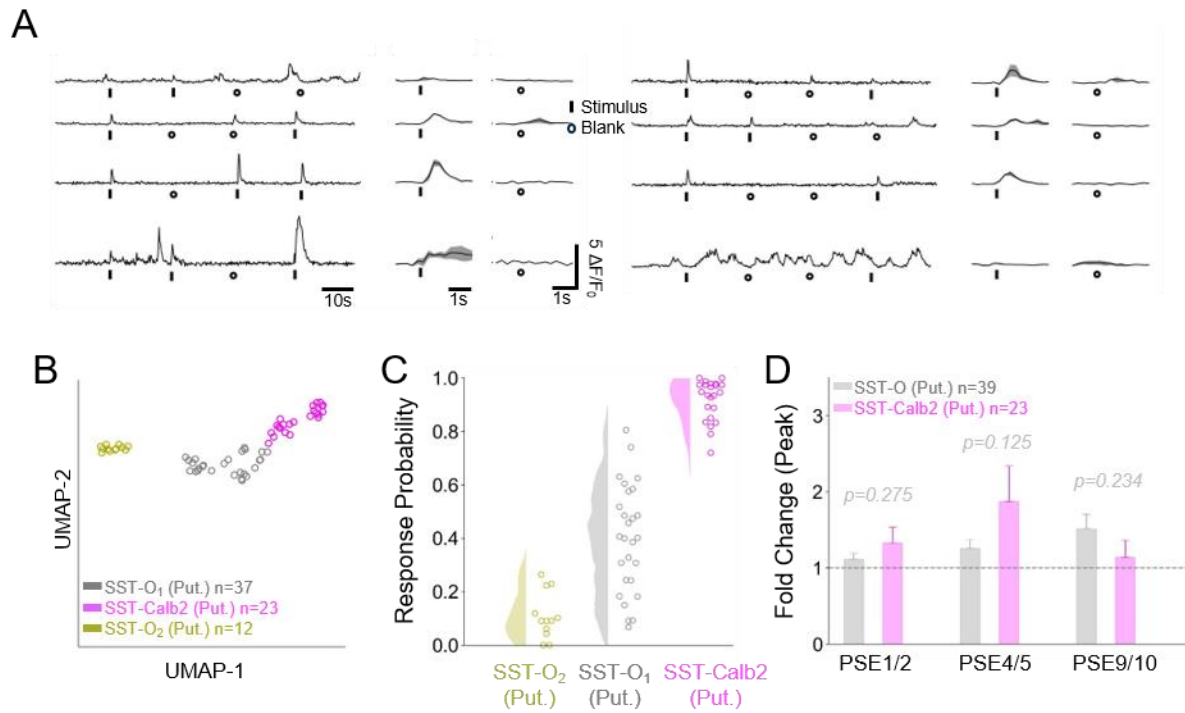 A
Stimulus
Blank
5 ΔF/F₀
10s
1s
1s
B
UMAP-2
SST-O₁ (Put.) n=37
SST-Calb2 (Put.) n=23
SST-O₂ (Put.) n=12
UMAP-1
C
Response Probability
1.0
0.8
0.6
0.4
0.2
0.0
SST-O₂ SST-O₁ SST-Calb2
(Put.) (Put.) (Put.)
D
SST-O (Put.) n=39
SST-Calb2 (Put.) n=23
Fold Change (Peak)
3
2
1
0
p=0.275
p=0.125
p=0.234
PSE1/2 PSE4/5 PSE9/10